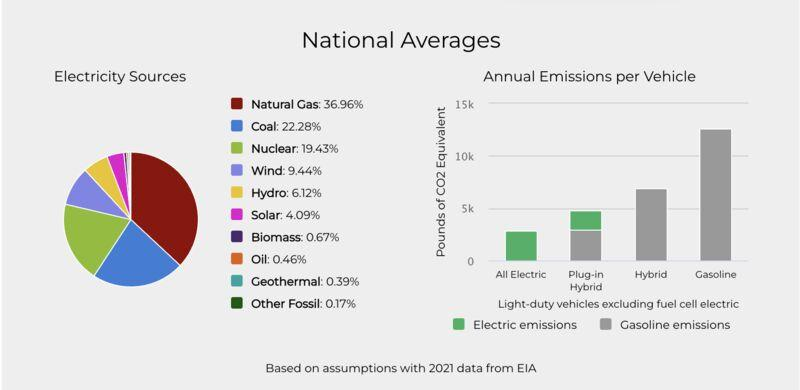 National Averages
Electricity Sources
Natural Gas: 36.96%
Coal: 22.28%
Nuclear: 19.43%
Wind: 9.44%
Hydro: 6.12%
Solar: 4.09%
Biomass: 0.67%
Oil: 0.46%
Geothermal: 0.39%
Other Fossil: 0.17%
Annual Emissions per Vehicle
Pounds of CO2 Equivalent
15k
10k
5k
0
All Electric
Plug-in
Hybrid
Hybrid
Gasoline
Light-duty vehicles excluding fuel cell electric
Electric emissions
Gasoline emissions
Based on assumptions with 2021 data from EIA